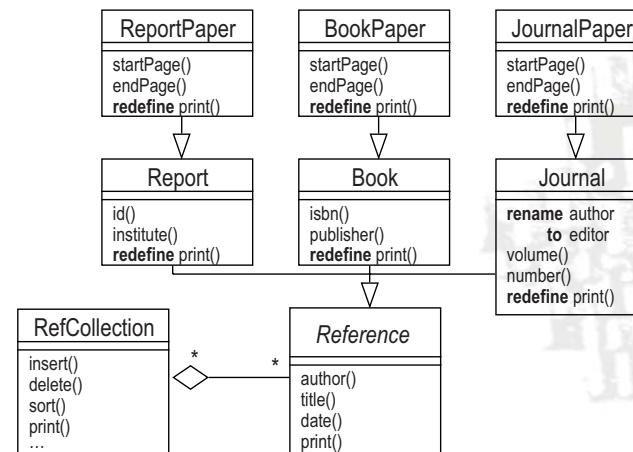 ReportPaper
startPage()
endPage()
redefine print()
BookPaper
startPage()
endPage()
redefine print()
JournalPaper
startPage()
endPage()
redefine print()
Report
id()
institute()
redefine print()
Book
isbn()
publisher()
redefine print()
Journal
rename author
to editor
volume()
number()
redefine print()
RefCollection
insert()
delete()
sort()
print()
...
*
*
Reference
author()
title()
date()
print()